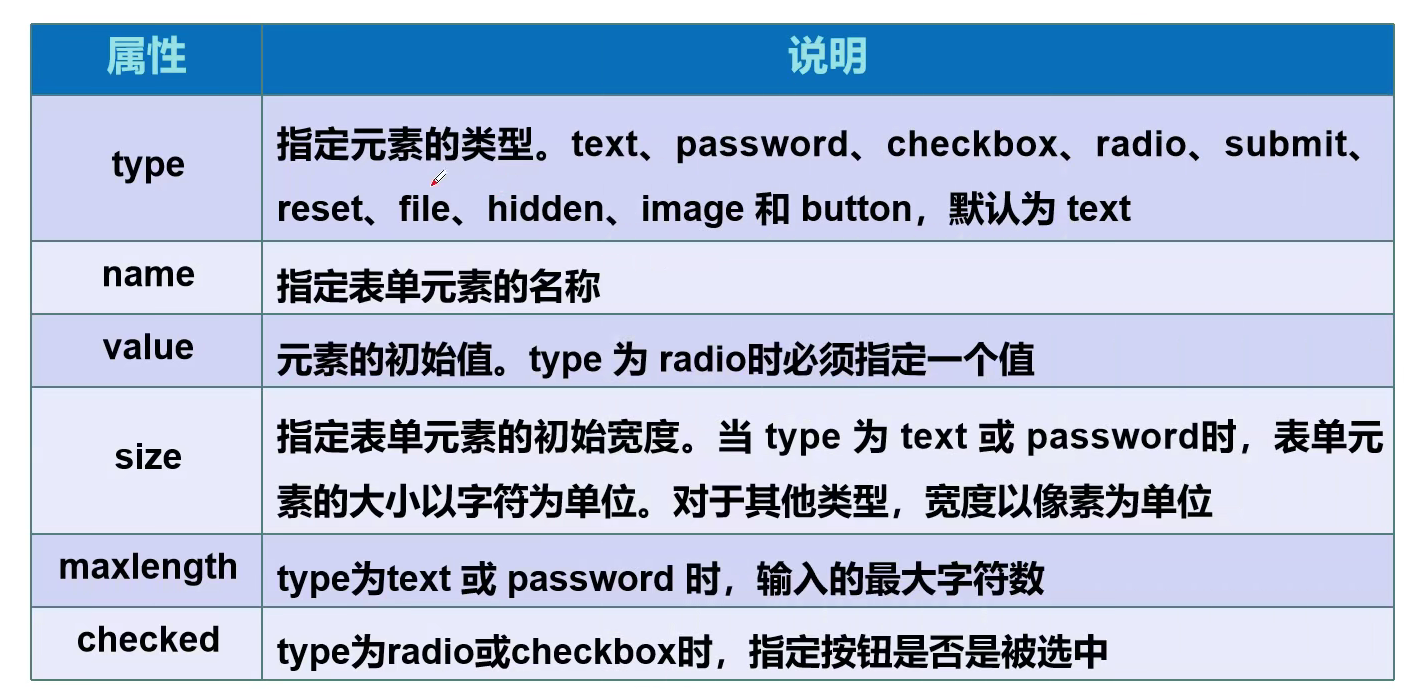 属性 说明
type
指定元素的类型。text、password、checkbox、radio、submit、
reset、file、hidden、image 和 button，默认为 text
name 指定表单元素的名称
value 元素的初始值。type 为 radio时必须指定一个值
size
指定表单元素的初始宽度。当 type 为 text 或 password时，表单元
素的大小以字符为单位。对于其他类型，宽度以像素为单位
maxlength type为text 或 password 时，输入的最大字符数
checked type为radio或checkbox时，指定按钮是否是被选中